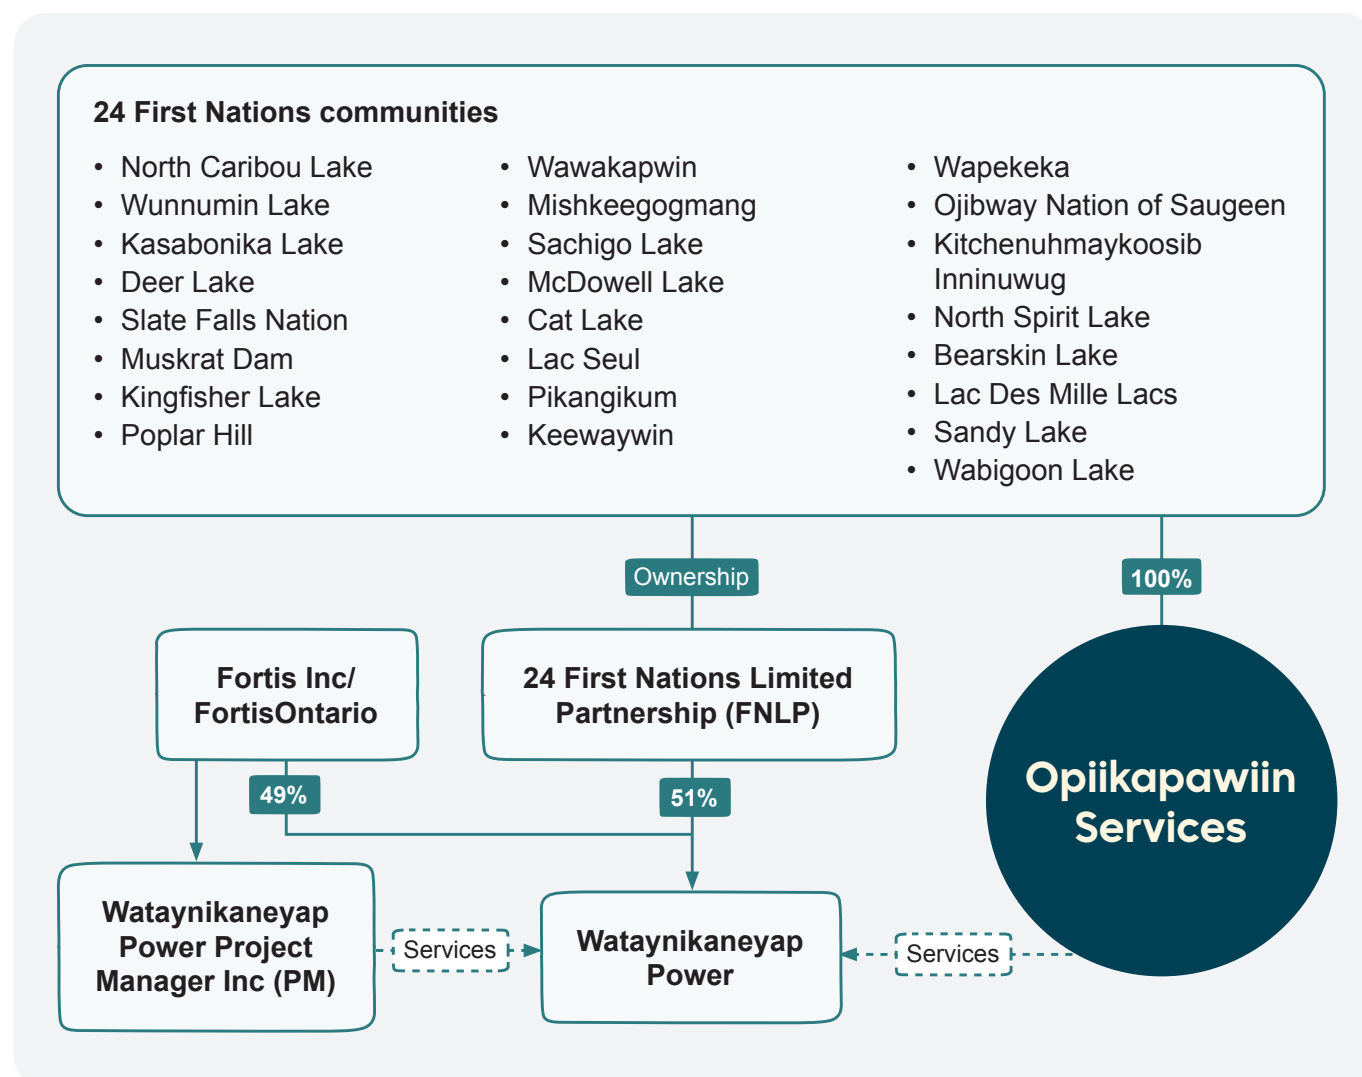 24 First Nations communities
• North Caribou Lake
• Wunnumin Lake
• Kasabonika Lake
• Deer Lake
• Slate Falls Nation
• Muskrat Dam
• Kingfisher Lake
• Poplar Hill
• Wawakapwin
• Mishkeegogmang
• Sachigo Lake
• McDowell Lake
• Cat Lake
• Lac Seul
• Pikangikum
• Keewaywin
• Wapekeka
• Ojibway Nation of Saugeen
• Kitchenuhmaykoosib
Inninuwug
• North Spirit Lake
• Bearskin Lake
• Lac Des Mille Lacs
• Sandy Lake
• Wabigoon Lake
Ownership
100%
Fortis Inc/
FortisOntario
24 First Nations Limited
Partnership (FNLP)
49%
51%
Opiikapawiin
Services
Wataynikaneyap
Power Project
Manager Inc (PM)
Services
Wataynikaneyap
Power
Services